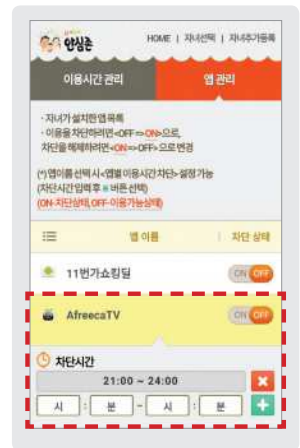 안심존
HOME | 자녀선택 | 자녀추가등록
이용시간 관리
앱 관리
- 자녀가 설치한 앱 목록
- 이용을 차단하려면 <OFF => ON>으로,
차단을 해제하려면 <ON => OFF> 으로 변경
(*) 앱이름 선택 시 <앱별 이용시간 차단> 설정 가능
(차단시간 입력 후 버튼 선택)
(ON-차단상태, OFF-이용가능상태)
앱 이름 | 차단 상태
11번가쇼킹딜 ON OFF
AfreecaTV ON OFF
차단시간
21:00 ~ 24:00
시 : 분 - 시 : 분 +